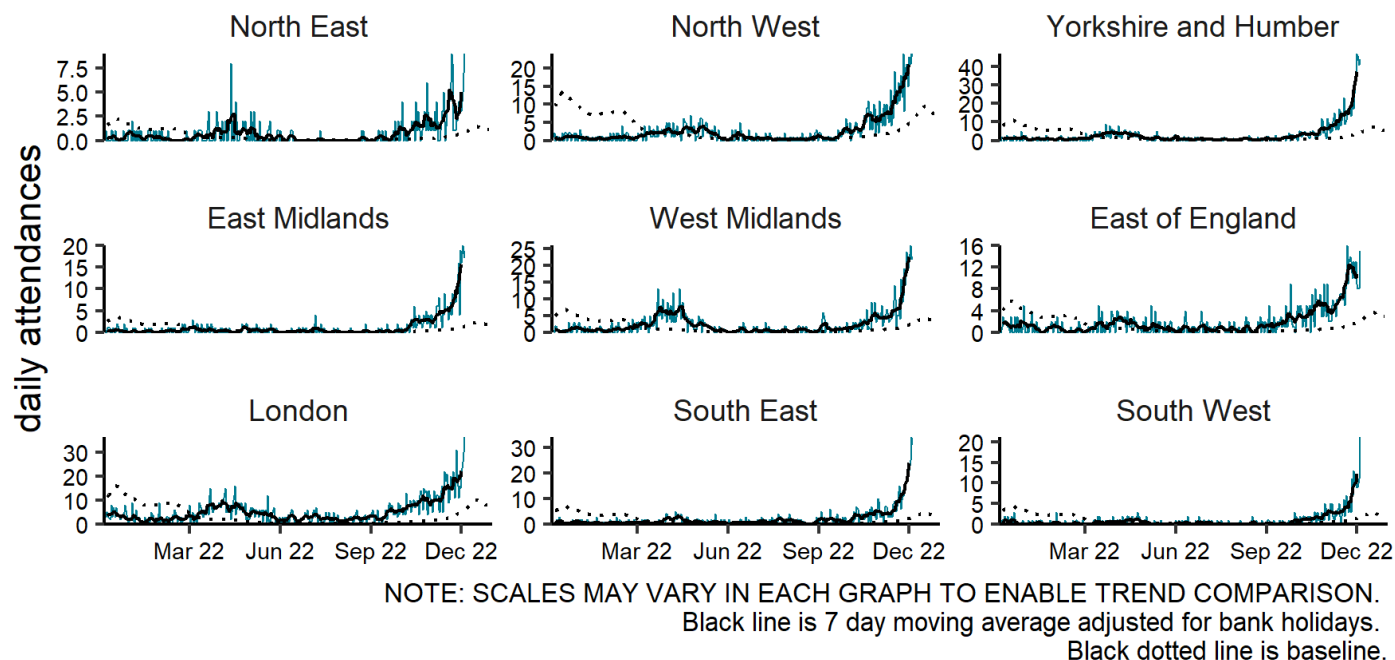 daily attendances
North East
7.5
5.0
2.5
0.0
North West
20
15
10
5
0
Yorkshire and Humber
40
30
20
10
0
East Midlands
20
15
10
5
0
West Midlands
25
20
15
10
5
0
East of England
16
12
8
4
0
London
30
20
10
0
Mar 22 Jun 22 Sep 22 Dec 22
South East
30
20
10
0
Mar 22 Jun 22 Sep 22 Dec 22
South West
20
15
10
5
0
Mar 22 Jun 22 Sep 22 Dec 22
NOTE: SCALES MAY VARY IN EACH GRAPH TO ENABLE TREND COMPARISON.
Black line is 7 day moving average adjusted for bank holidays.
Black dotted line is baseline.